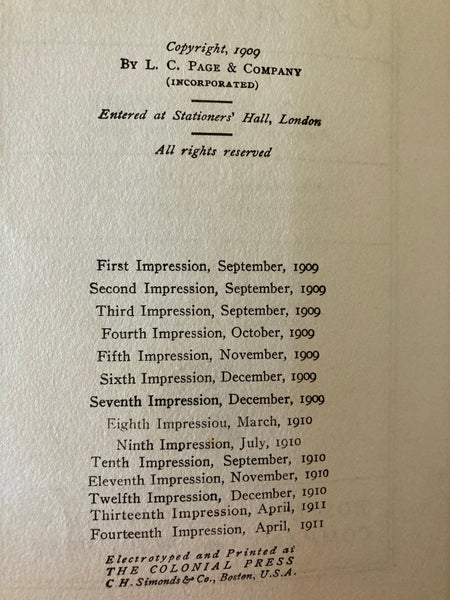 Copyright, 1909
BY L. C. PAGE & COMPANY
(INCORPORATED)
Entered at Stationers' Hall, London
All rights reserved
First Impression, September, 1909
Second Impression, September, 1909
Third Impression, September, 1909
Fourth Impression, October, 1909
Fifth Impression, November, 1909
Sixth Impression, December, 1909
Seventh Impression, December, 1909
Eighth Impressiou, March, 1910
Ninth Impression, July, 1910
Tenth Impression, September, 1910
Eleventh Impression, November, 1910
Twelfth Impression, December, 1910
Thirteenth Impression, April, 1911
Fourteenth Impression, April, 1911
Electrotyped and Printed at
THE COLONIAL PRESS
C H. Simonds & Co., Boston, U.S.A.